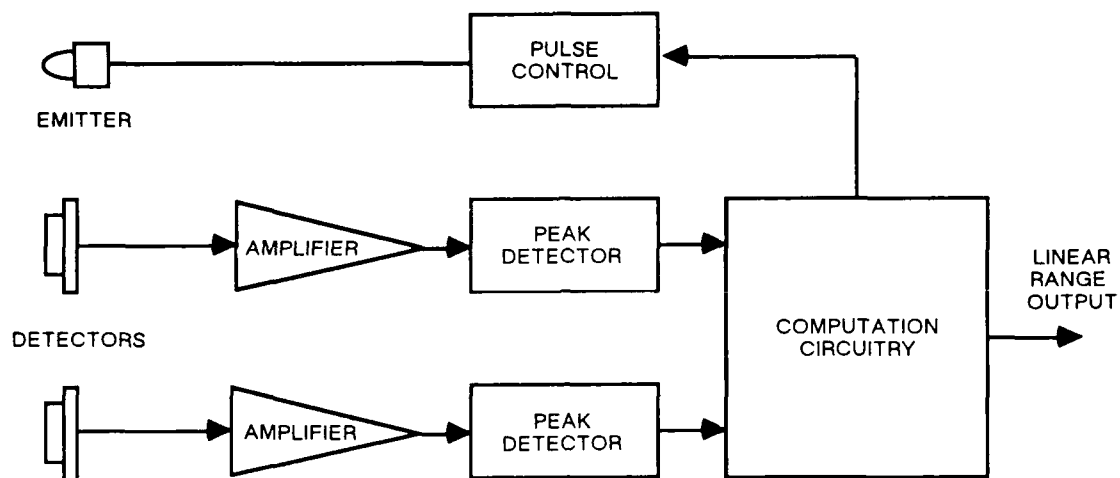 PULSE
CONTROL
EMITTER
AMPLIFIER
PEAK
DETECTOR
LINEAR
RANGE
OUTPUT
DETECTORS
COMPUTATION
CIRCUITRY
AMPLIFIER
PEAK
DETECTOR